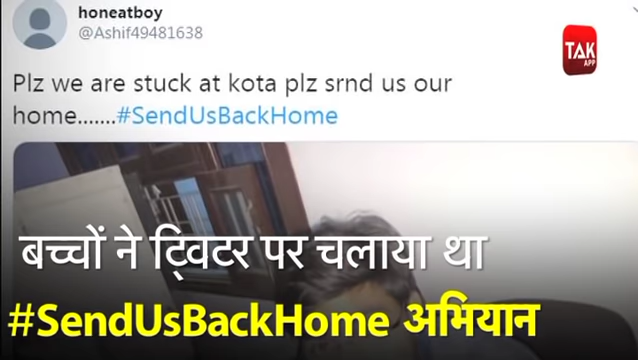 honeatboy
@Ashif49481638
TAK
APP
Plz we are stuck at kota plz srnd us our
home.......#SendUsBackHome
बच्चों ने ट्विटर पर चलाया था
#SendUsBackHome अभियान